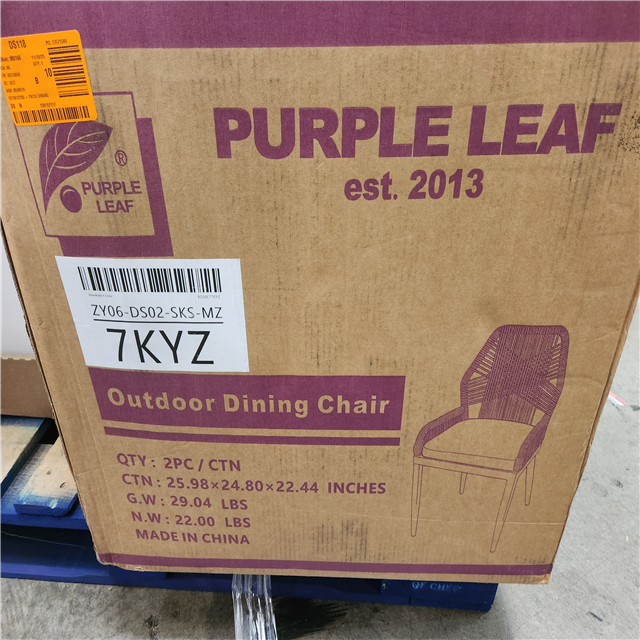 DS118
10
B
PURPLE LEAF
est. 2013
®
PURPLE
LEAF
ZY06-DS02-SKS-MZ
7KYZ
Outdoor Dining Chair
QTY : 2PC / CTN
CTN : 25.98×24.80×22.44 INCHES
G.W : 29.04 LBS
N.W : 22.00 LBS
MADE IN CHINA